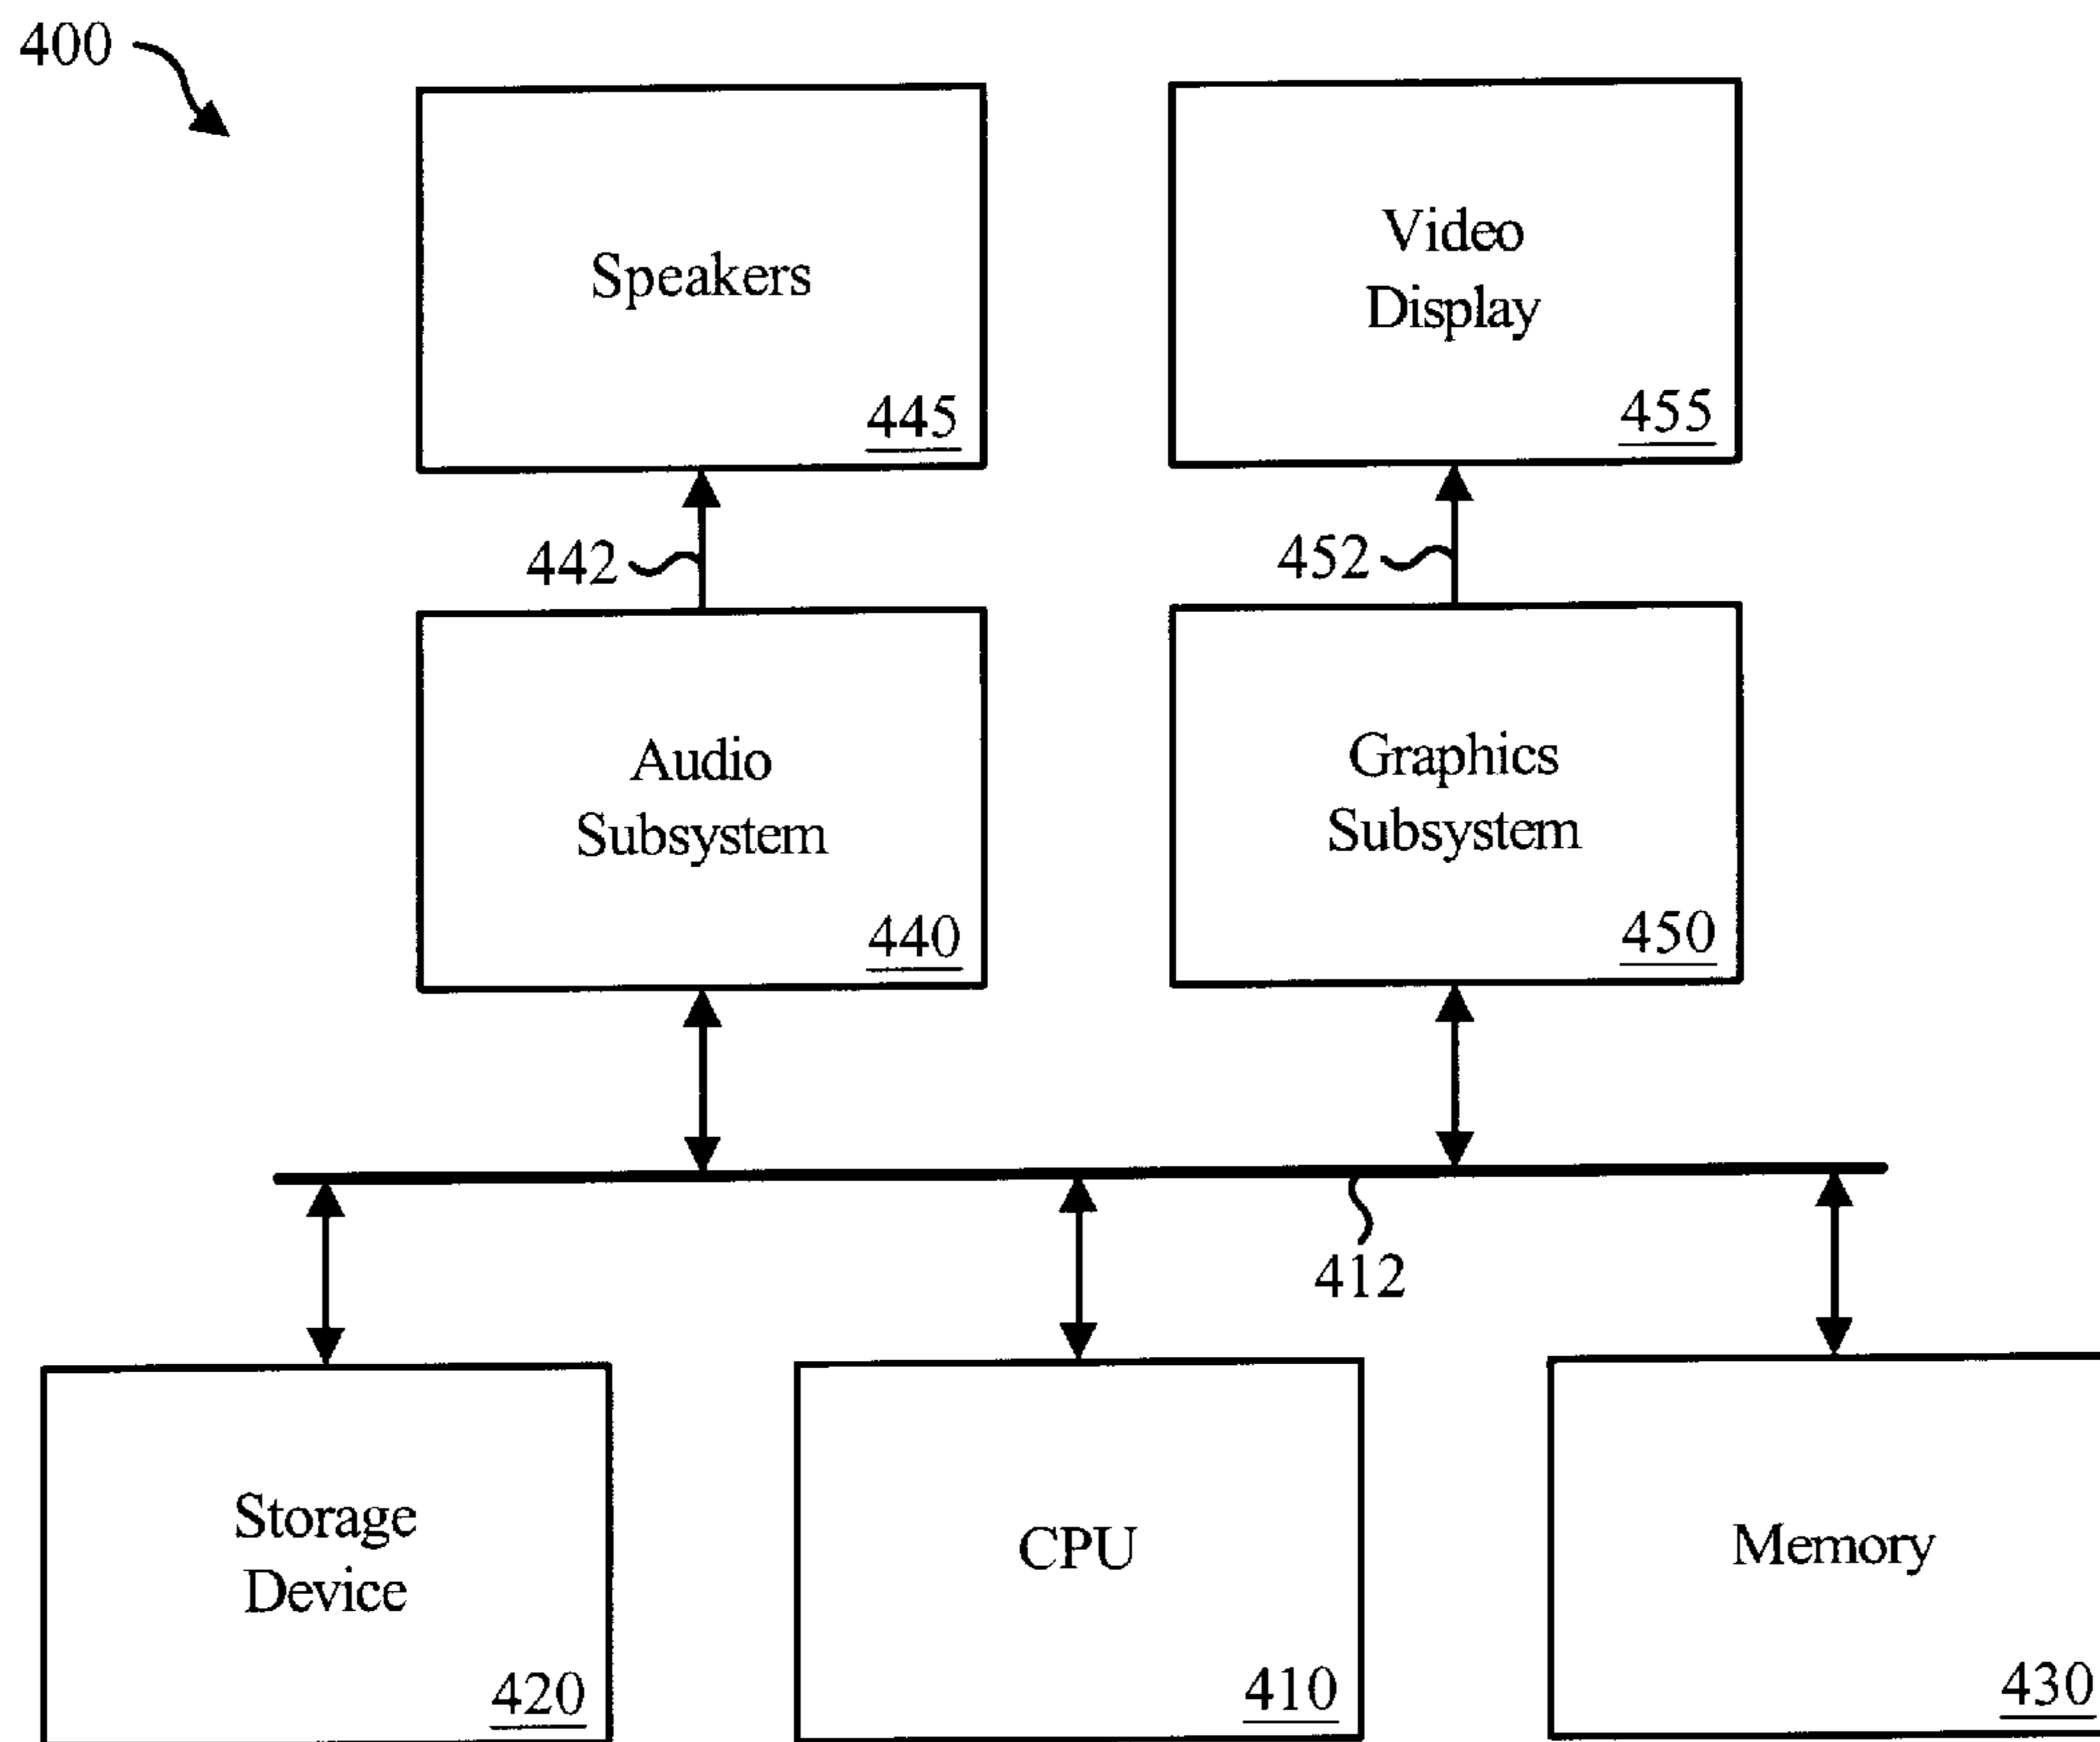 400
Speakers
445
Video
Display
455
442
452
Audio
Subsystem
440
Graphics
Subsystem
450
412
Storage
Device
420
CPU
410
Memory
430